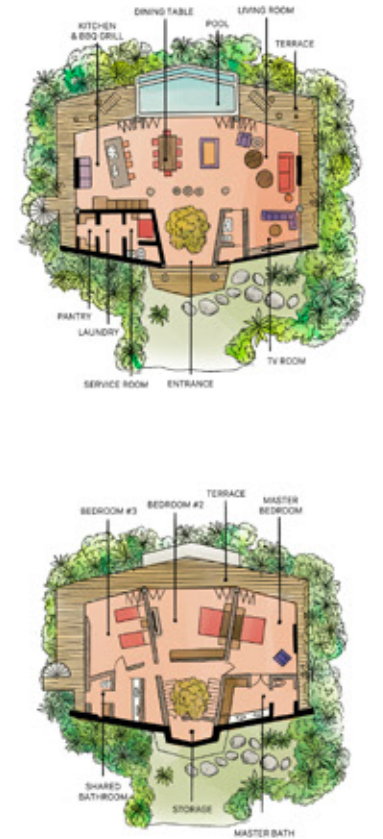 DINING TABLE
LIVING ROOM
KITCHEN
& BBQ GRILL
POOL
TERRACE
PANTRY
LAUNDRY
SERVICE ROOM
ENTRANCE
TV ROOM
TERRACE
BEDROOM #3
BEDROOM #2
MASTER
BEDROOM
SHARED
BATHROOM
STORAGE
MASTER BATH